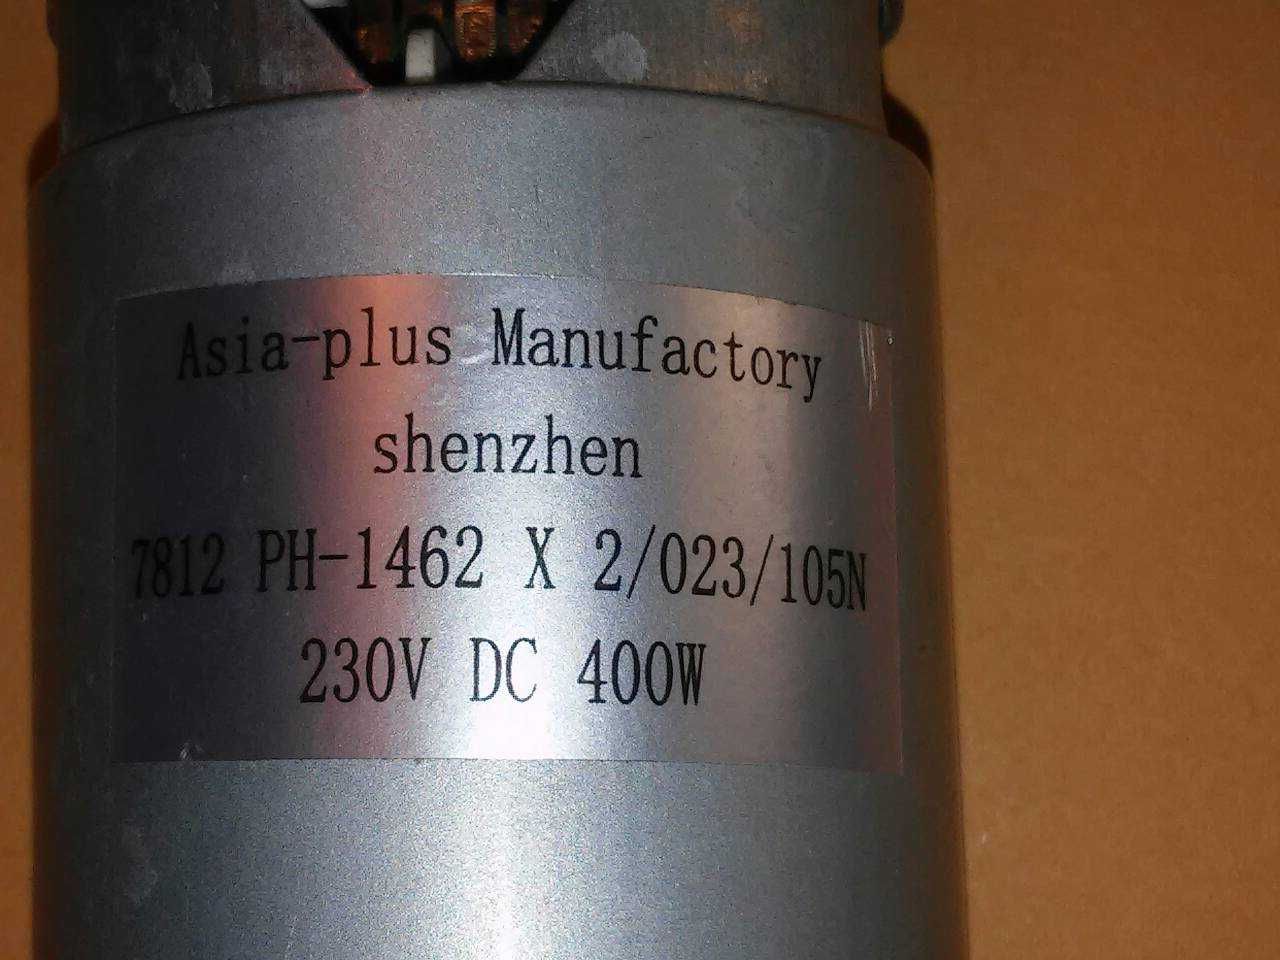 Asia-plus Manufactory
shenzhen
7812 PH-1462 X 2/023/105N
230V DC 400W